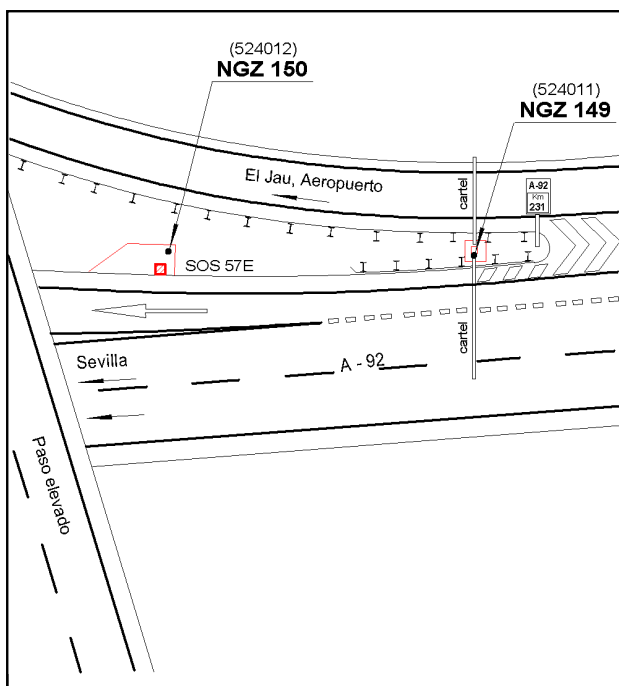 (524012)
NGZ 150
(524011)
NGZ 149
El Jau, Aeropuerto
cartel
A-92
Km
231
SOS 57E
cartel
Sevilla
A - 92
Paso elevado